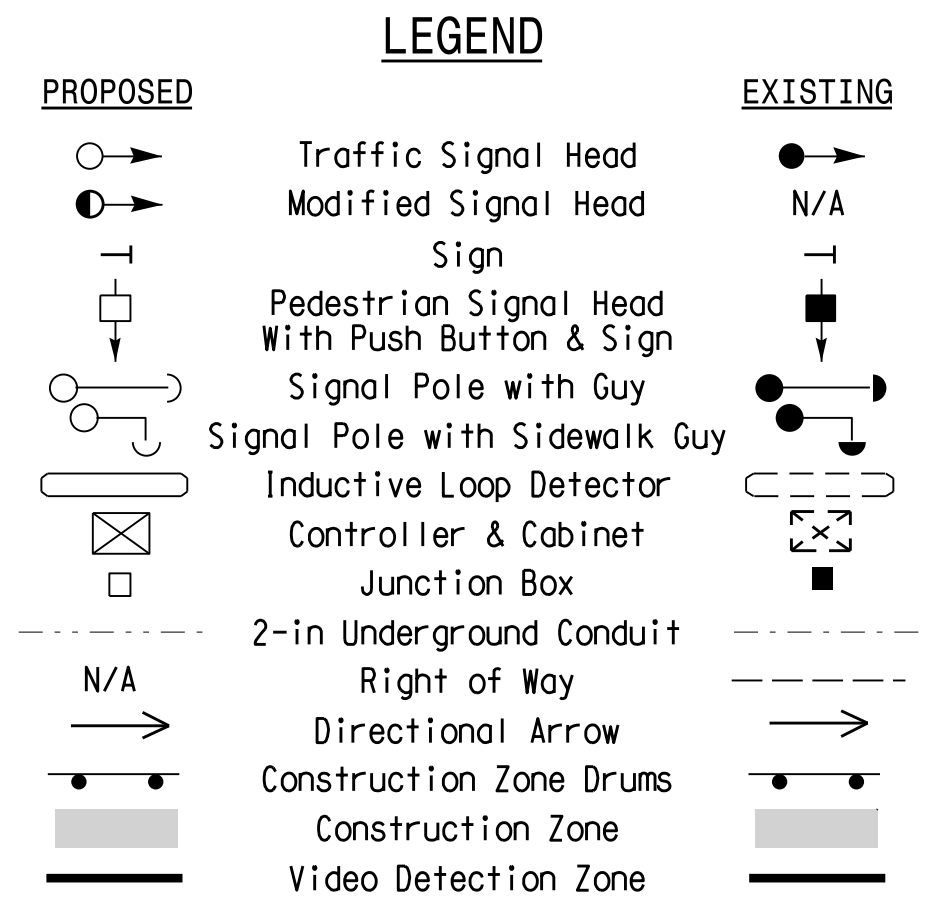 LEGEND
PROPOSED EXISTING
Traffic Signal Head
Modified Signal Head N/A
Sign
Pedestrian Signal Head
With Push Button & Sign
Signal Pole with Guy
Signal Pole with Sidewalk Guy
Inductive Loop Detector
Controller & Cabinet
Junction Box
2-in Underground Conduit
N/A Right of Way
Directional Arrow
Construction Zone Drums
Construction Zone
Video Detection Zone